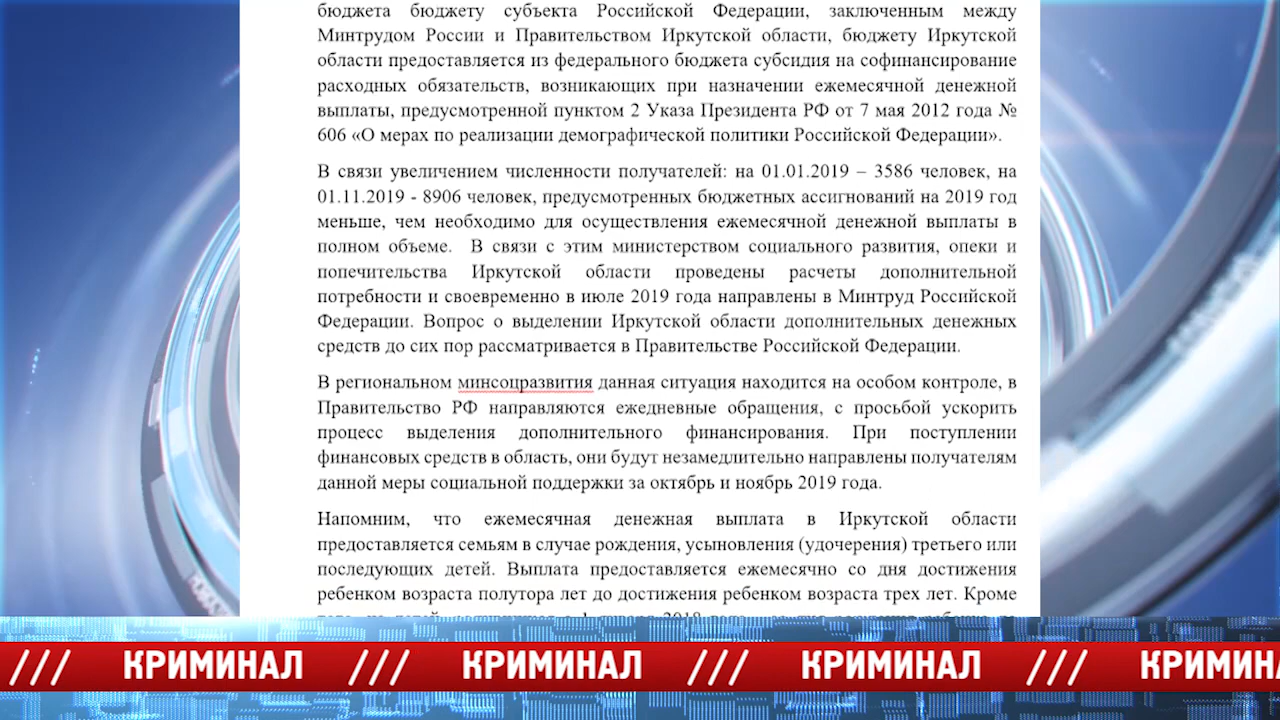 бюджета бюджету субъекта Российской Федерации, заключенным между
Минтрудом России и Правительством Иркутской области, бюджету Иркутской
области предоставляется из федерального бюджета субсидия на софинансирование
расходных обязательств, возникающих при назначении ежемесячной денежной
выплаты, предусмотренной пунктом 2 Указа Президента РФ от 7 мая 2012 года №
606 «О мерах по реализации демографической политики Российской Федерации».
В связи увеличением численности получателей: на 01.01.2019 – 3586 человек, на
01.11.2019 - 8906 человек, предусмотренных бюджетных ассигнований на 2019 год
меньше, чем необходимо для осуществления ежемесячной денежной выплаты в
полном объеме. В связи с этим министерством социального развития, опеки и
попечительства Иркутской области проведены расчеты дополнительной
потребности и своевременно в июле 2019 года направлены в Минтруд Российской
Федерации. Вопрос о выделении Иркутской области дополнительных денежных
средств до сих пор рассматривается в Правительстве Российской Федерации.
В региональном минсоцразвития данная ситуация находится на особом контроле, в
Правительство РФ направляются ежедневные обращения, с просьбой ускорить
процесс выделения дополнительного финансирования. При поступлении
финансовых средств в область, они будут незамедлительно направлены получателям
данной меры социальной поддержки за октябрь и ноябрь 2019 года.
Напомним, что ежемесячная денежная выплата в Иркутской области
предоставляется семьям в случае рождения, усыновления (удочерения) третьего или
последующих детей. Выплата предоставляется ежемесячно со дня достижения
ребенком возраста полутора лет до достижения ребенком возраста трех лет. Кроме
/// КРИМИНАЛ /// КРИМИНАЛ /// КРИМИНАЛ /// КРИМИН